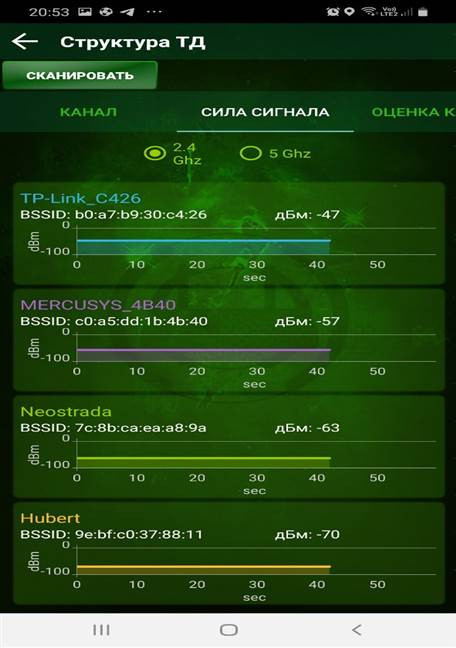 20:53
Vo))
LTE2
Структура ТД
СКАНИРОВАТЬ
КАНАЛ СИЛА СИГНАЛА ОЦЕНКА К
2.4
Ghz
5 Ghz
TP-Link_C426
BSSID: b0:a7:b9:30:c4:26 дБм: -47
0
dBm
-100
0 10 20 30 40 50
sec
MERCUSYS_4B40
BSSID: c0:a5:dd:1b:4b:40 дБм: -57
0
dBm
-100
0 10 20 30 40 50
sec
Neostrada
BSSID: 7c:8b:ca:ea:a8:9a дБм: -63
0
dBm
-100
0 10 20 30 40 50
sec
Hubert
BSSID: 9e:bf:c0:37:88:11 дБм: -70
0
dBm
-100
0 10 20 30 40 50
sec